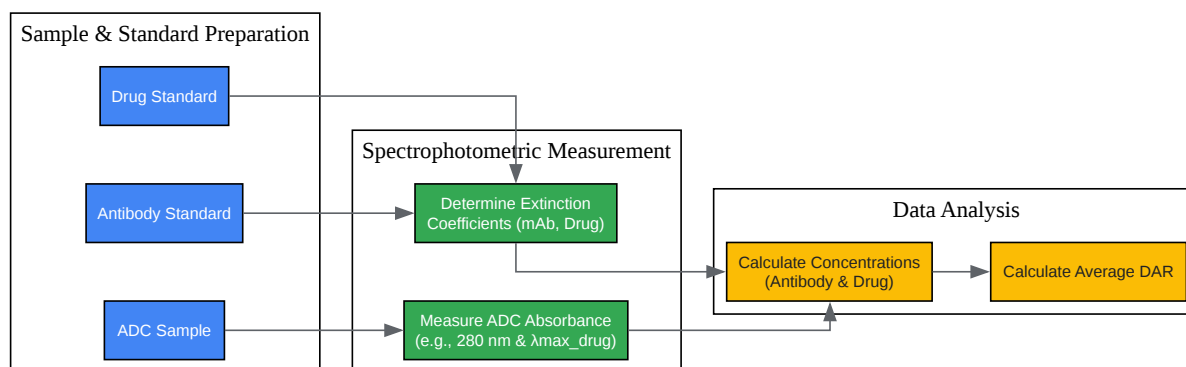 Sample & Standard Preparation
Drug Standard
Antibody Standard
ADC Sample
Spectrophotometric Measurement
Determine Extinction
Coefficients (mAb, Drug)
Measure ADC Absorbance
(e.g., 280 nm & λmax_drug)
Data Analysis
Calculate Concentrations
(Antibody & Drug)
Calculate Average DAR